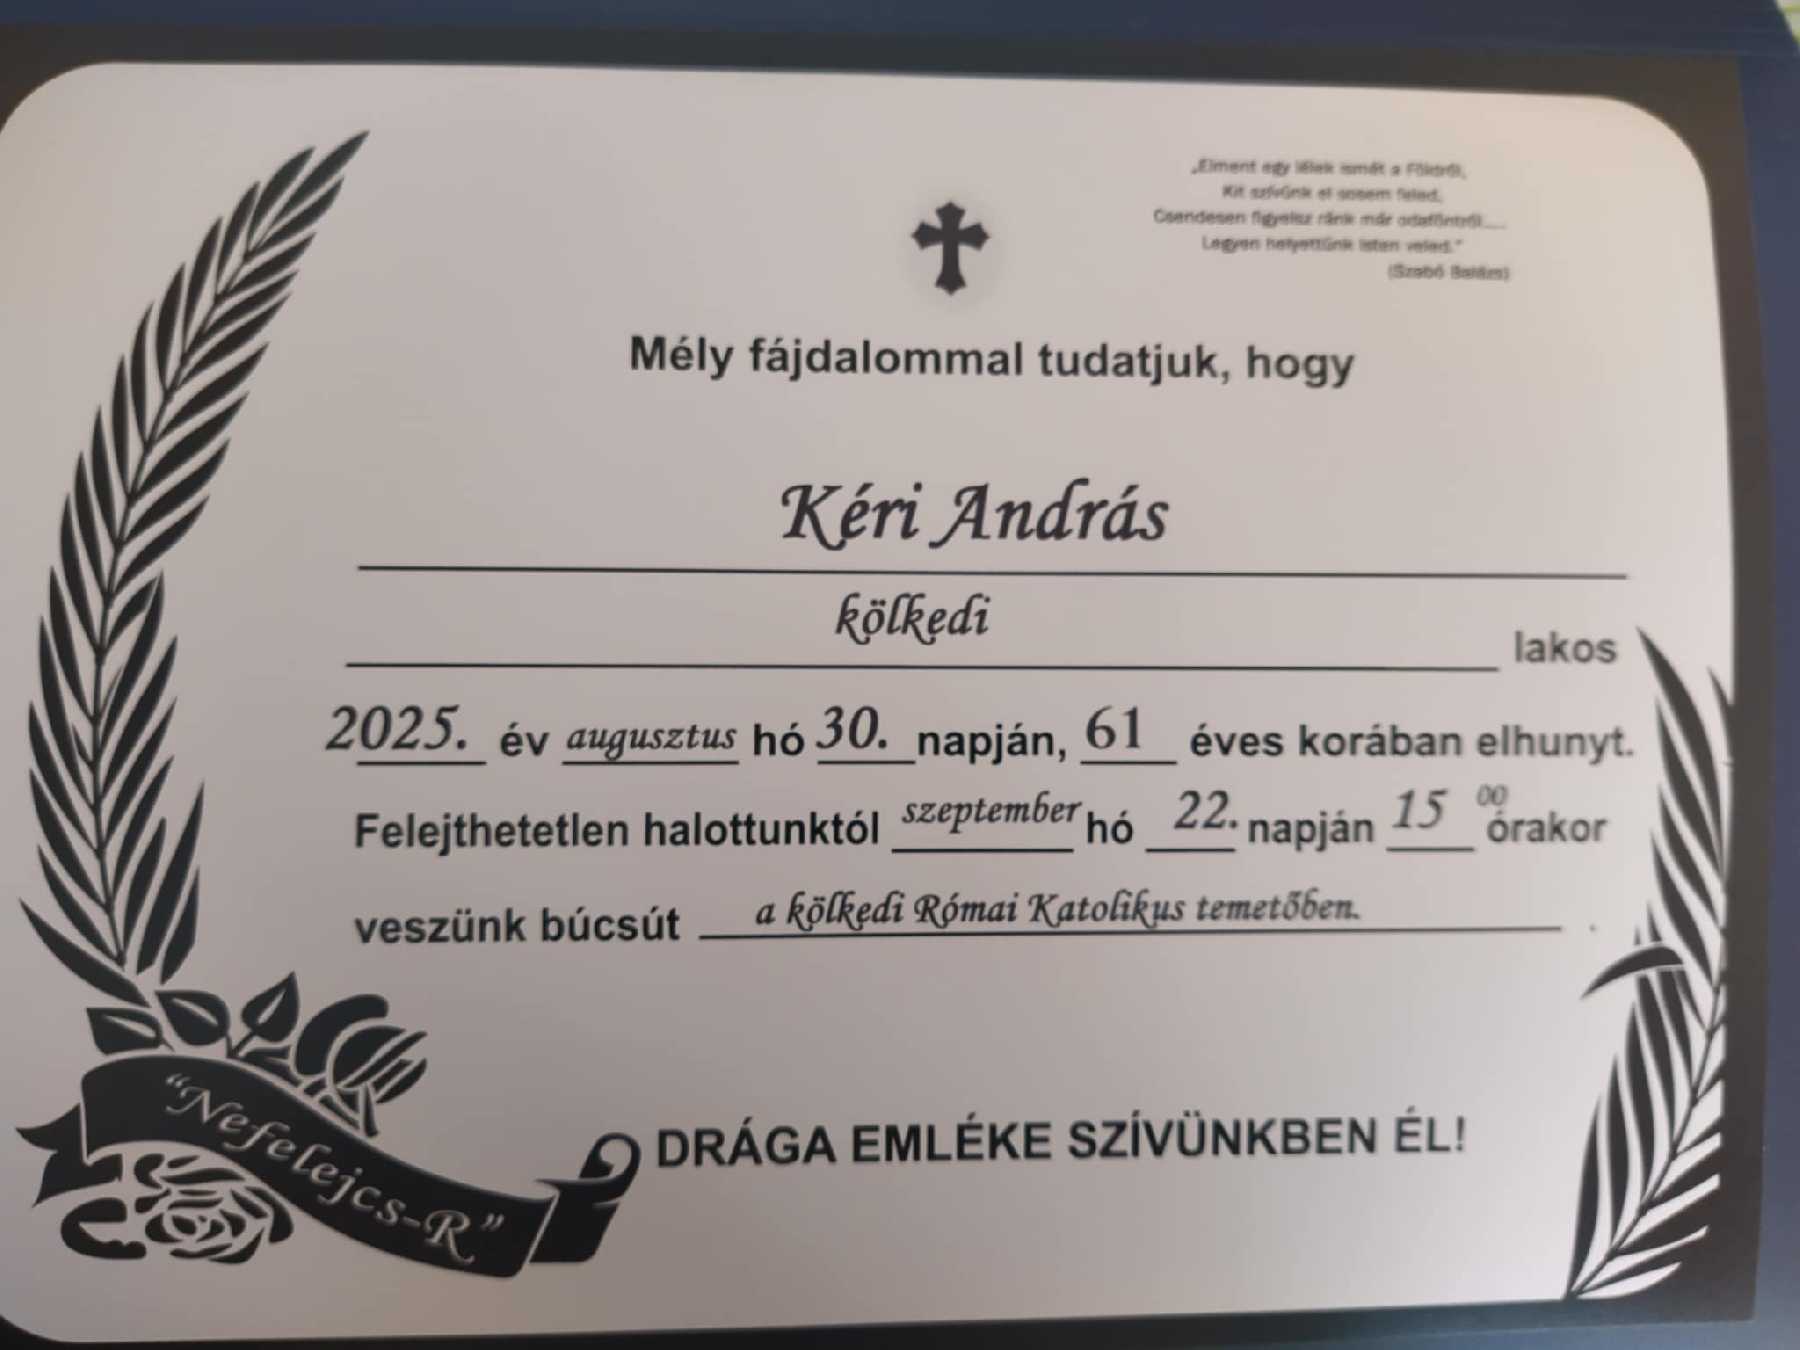 „Elment egy lélek ismét a Földről,
Kit szívünk el sosem feled,
Csendesen figyelsz ránk már odaföntről.....
Legyen helyettünk Isten veled."
(Szabó Balázs)
Mély fájdalommal tudatjuk, hogy
Kéri András
kölkedi lakos
2025. év augusztus hó 30. napján, 61 éves korában elhunyt.
Felejthetetlen halottunktól szeptember hó 22. napján 15 00 órakor
veszünk búcsút a kölkedi Római Katolikus temetőben. .
"Nefelejcs-R"
DRÁGA EMLÉKE SZÍVÜNKBEN ÉL!